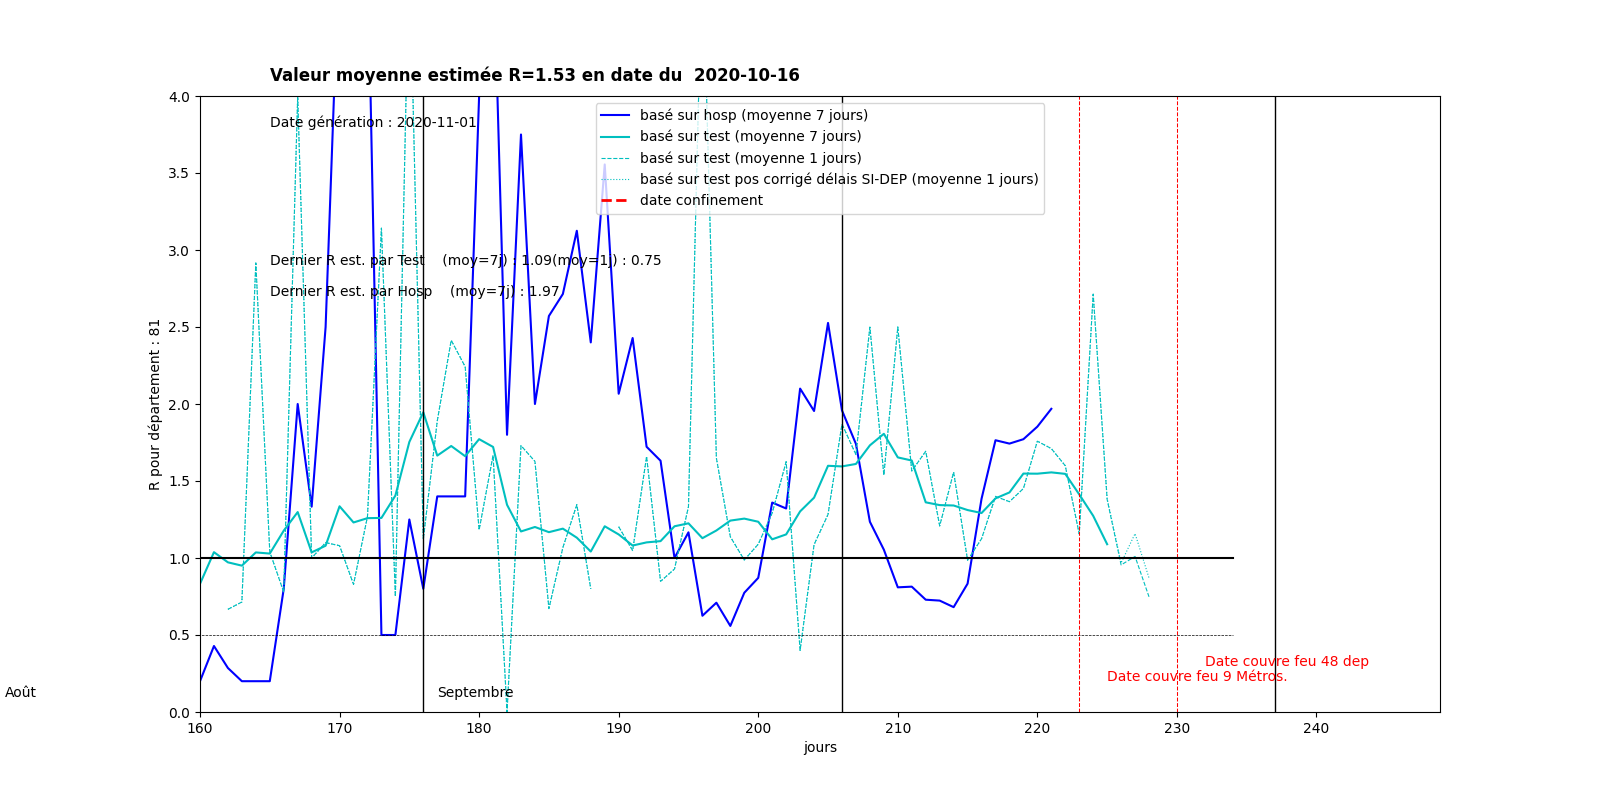 Valeur moyenne estimée R=1.53 en date du  2020-10-16
Date génération : 2020-11-01
basé sur hosp (moyenne 7 jours)
basé sur test (moyenne 7 jours)
basé sur test (moyenne 1 jours)
basé sur test pos corrigé délais SI-DEP (moyenne 1 jours)
date confinement
Dernier R est. par Test    (moy=7j) : 1.09(moy=1j) : 0.75
Dernier R est. par Hosp    (moy=7j) : 1.97
R pour département : 81
4.0
3.5
3.0
2.5
2.0
1.5
1.0
0.5
0.0
Date couvre feu 48 dep
Date couvre feu 9 Métros.
Août
Septembre
160 170 180 190 200 210 220 230 240
jours